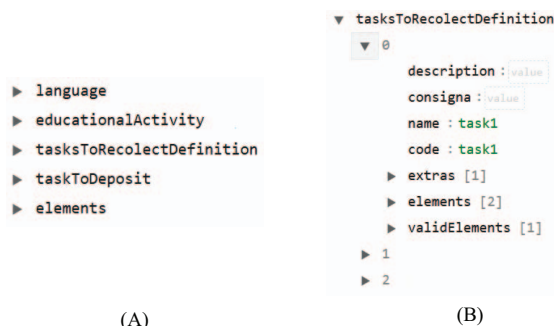 language
educationalActivity
tasksToRecolectDefinition
taskToDeposit
elements
(A)
tasksToRecolectDefinition
0
description : value
consigna : value
name : task1
code : task1
extras [1]
elements [2]
validElements [1]
1
2
(B)